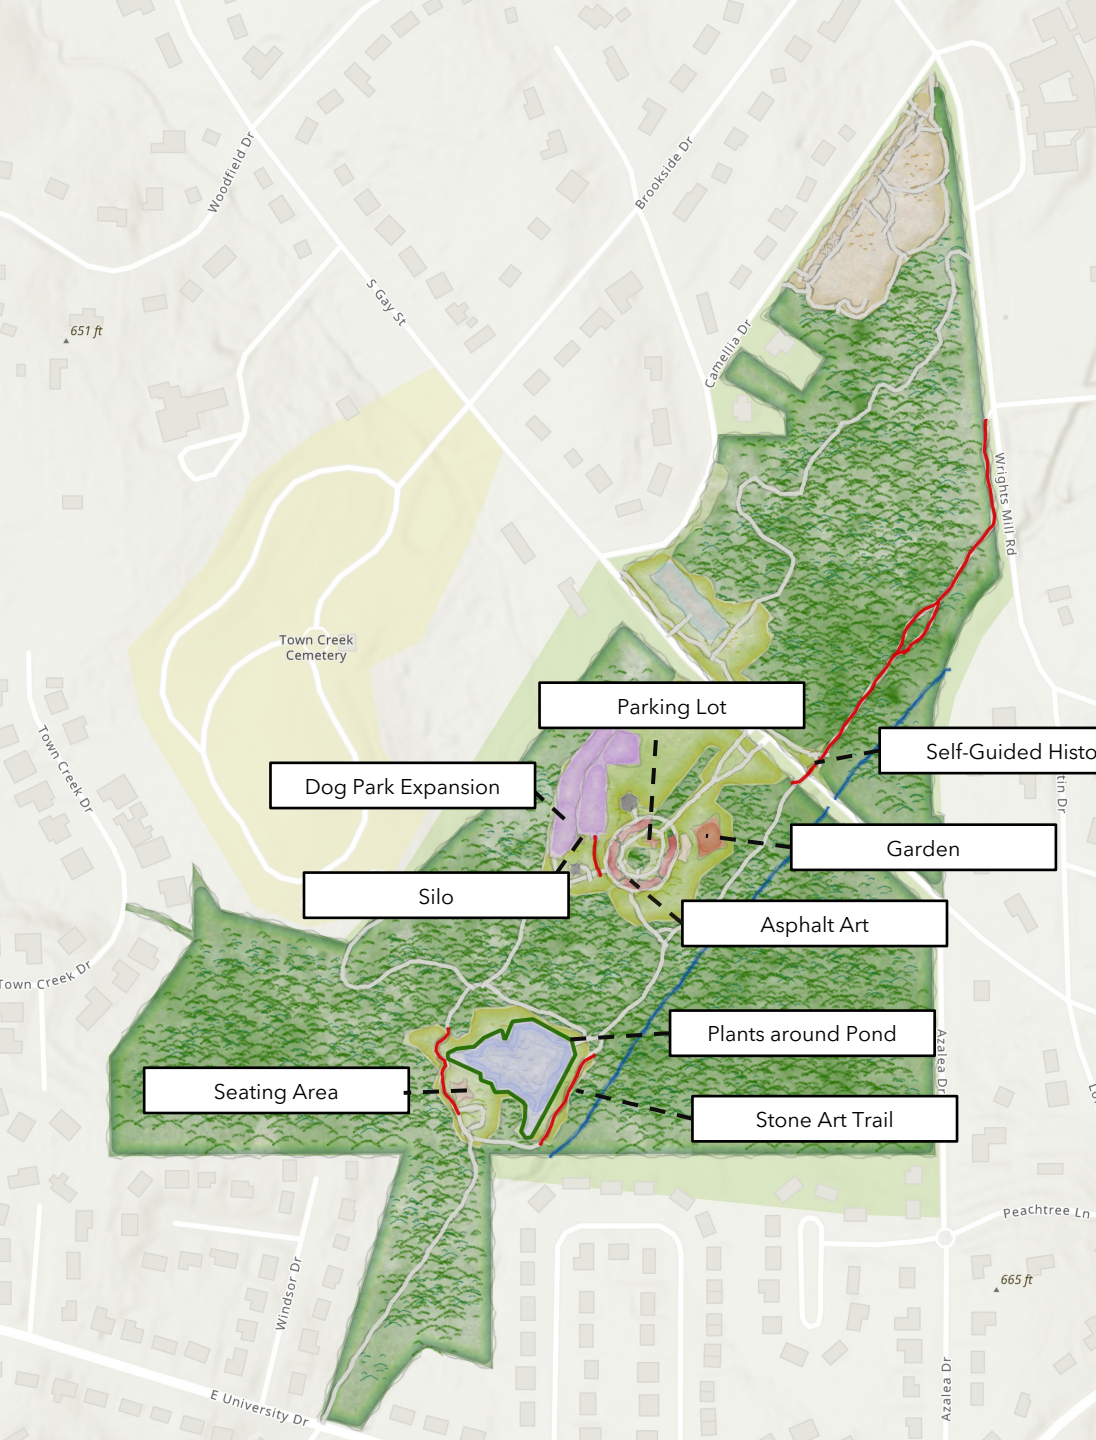 Woodfield Dr
Brookside Dr
S Gay St
651 ft
Camellia Dr
Wrights Mill Rd
Town Creek
Cemetery
Parking Lot
Self-Guided Histo
Dog Park Expansion
Town Creek Dr
tin Dr
Garden
Silo
Asphalt Art
Town Creek Dr
Plants around Pond
Azalea Dr
Seating Area
Stone Art Trail
Peachtree Ln
Windsor Dr
665 ft
E University Dr
Azalea Dr